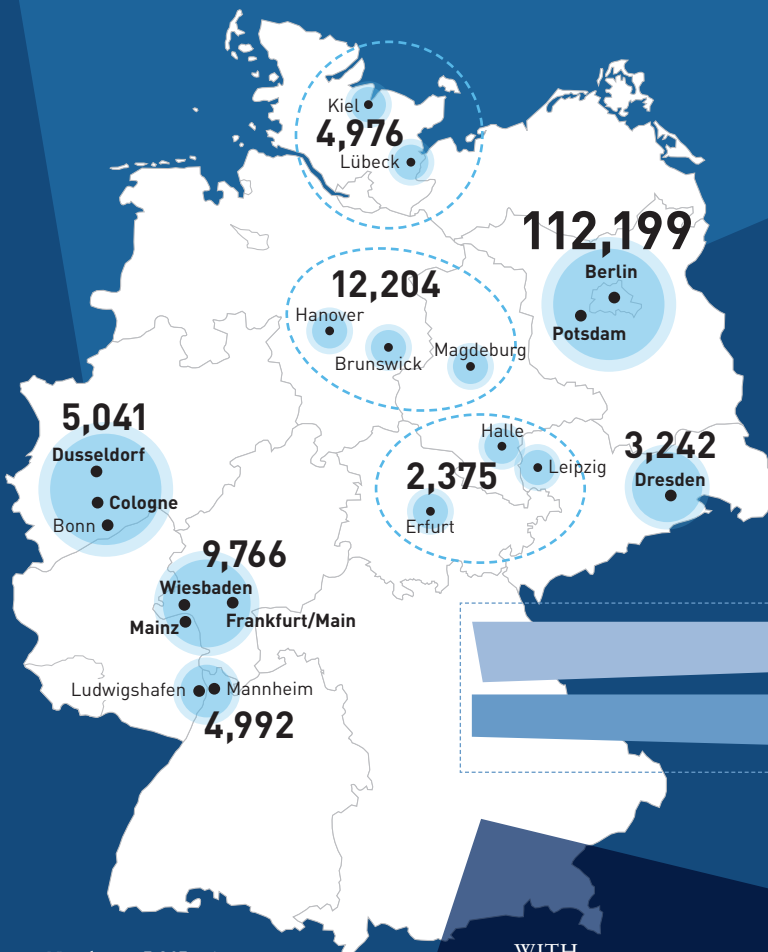 Kiel
4,976
Lübeck
112,199
Berlin
Potsdam
12,204
Hanover
Brunswick
Magdeburg
5,041
Dusseldorf
Cologne
Bonn
Halle
2,375
Leipzig
Erfurt
3,242
Dresden
9,766
Wiesbaden
Mainz
Frankfurt/Main
Ludwigshafen
Mannheim
4,992
WITH